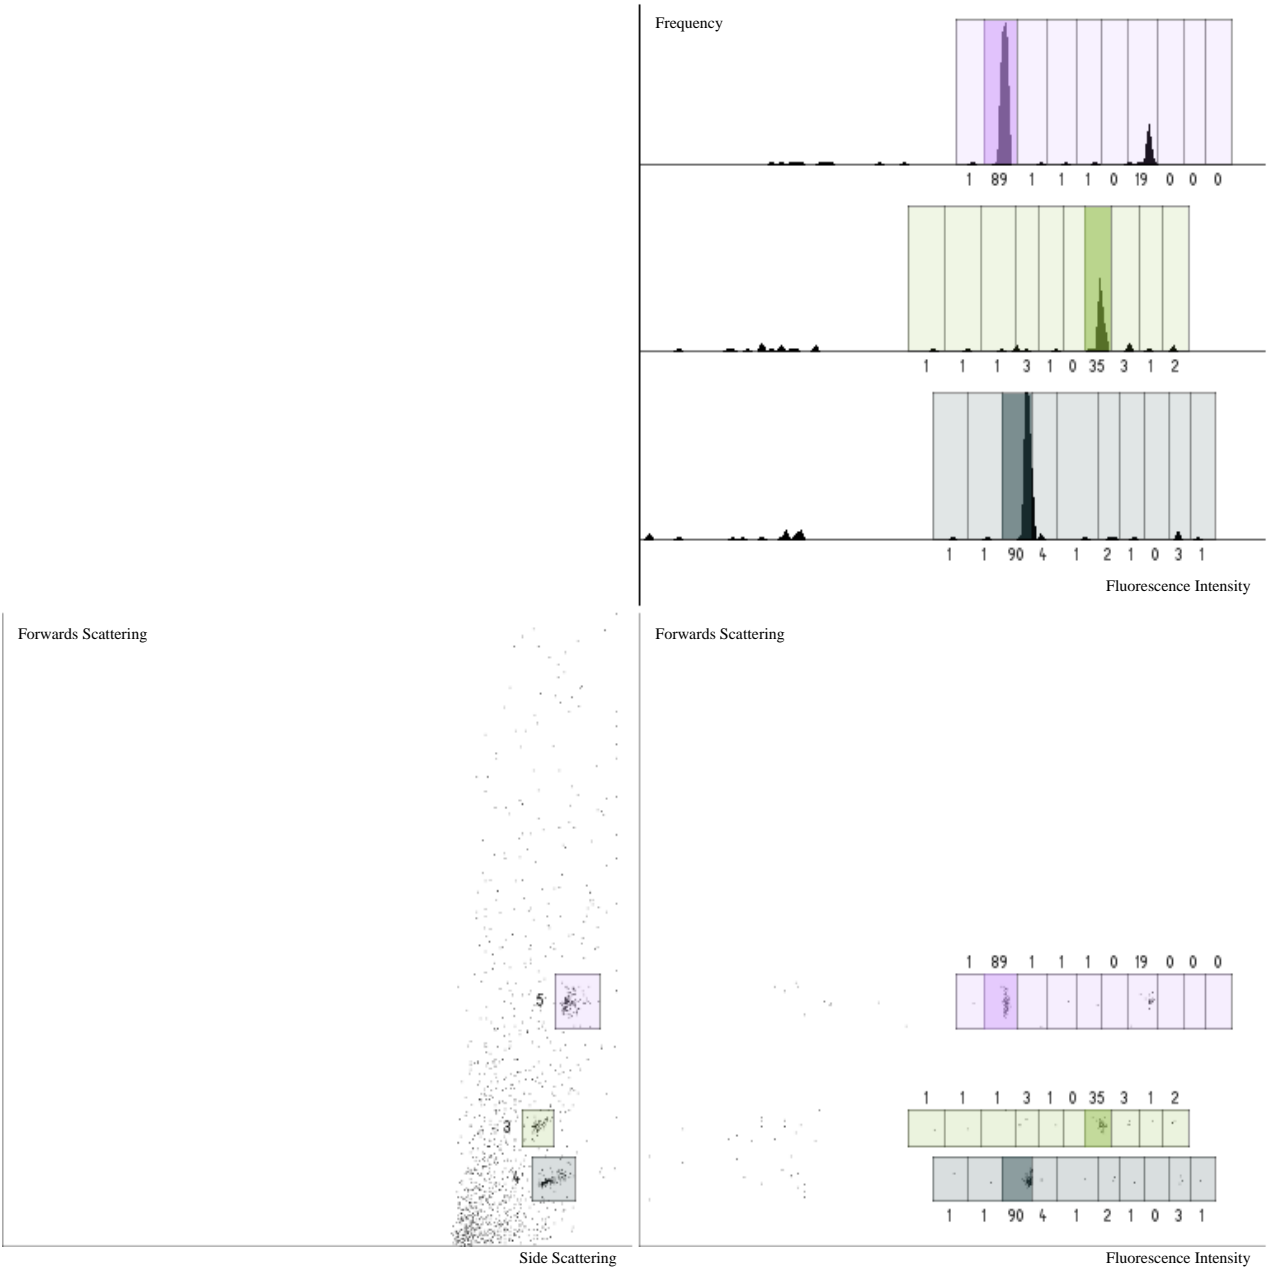 Frequency
1 89 1 1 1 0 19 0 0 0
1 1 1 3 1 0 35 3 1 2
1 1 90 4 1 2 1 0 3 1
Fluorescence Intensity
Forwards Scattering
5
3
4
Side Scattering
Forwards Scattering
1 89 1 1 1 0 19 0 0 0
1 1 1 3 1 0 35 3 1 2
1 1 90 4 1 2 1 0 3 1
Fluorescence Intensity